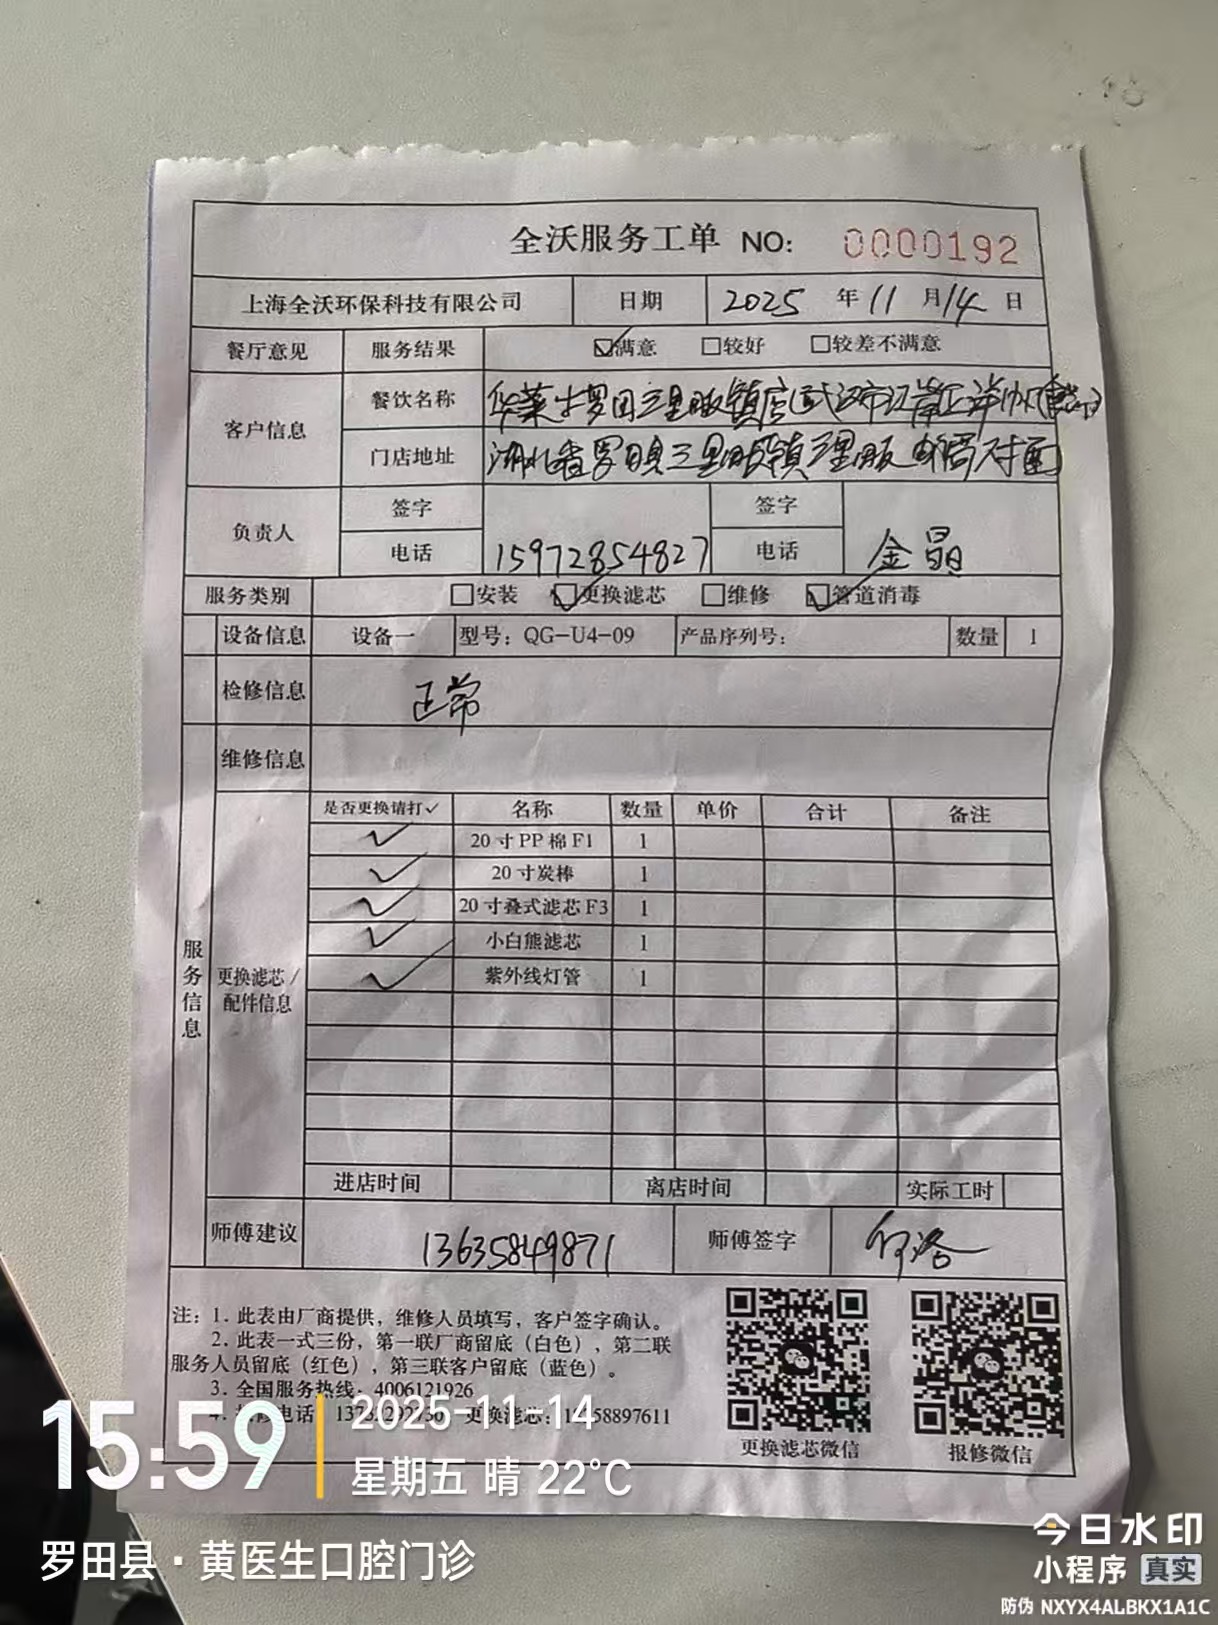 全沃服务工单 NO: 0000192
上海全沃环保科技有限公司 日期 2025 年 11 月 14 日
餐厅意见 服务结果 ☑满意 □较好 □较差不满意
客户信息 餐饮名称 华莱士罗田三里畈镇店(武汉市江岸区
门店地址 湖北省罗田县三里畈镇三里畈 对面
负责人 签字 签字
电话 15972854827 电话 金晶
服务类别 □安装 ☑更换滤芯 □维修 ☑管道消毒
设备信息 设备一 型号: QG-U4-09 产品序列号: 数量 1
检修信息 正常
维修信息
服务信息
更换滤芯/
配件信息
是否更换请打✓ 名称 数量 单价 合计 备注
✓ 20寸PP棉F1 1
✓ 20寸炭棒 1
✓ 20寸叠式滤芯F3 1
✓ 小白熊滤芯 1
✓ 紫外线灯管 1
进店时间 离店时间 实际工时
师傅建议 13635849871 师傅签字
注: 1. 此表由厂商提供, 维修人员填写, 客户签字确认。
2. 此表一式三份, 第一联厂商留底 (白色), 第二联
服务人员留底 (红色), 第三联客户留底 (蓝色)。
3. 全国服务热线: 4006121926
更换滤芯微信 报修微信
15:59
2025-11-14
星期五 晴 22°C
罗田县·黄医生口腔门诊
今日水印
小程序 真实
防伪 NXYX4ALBKX1A1C